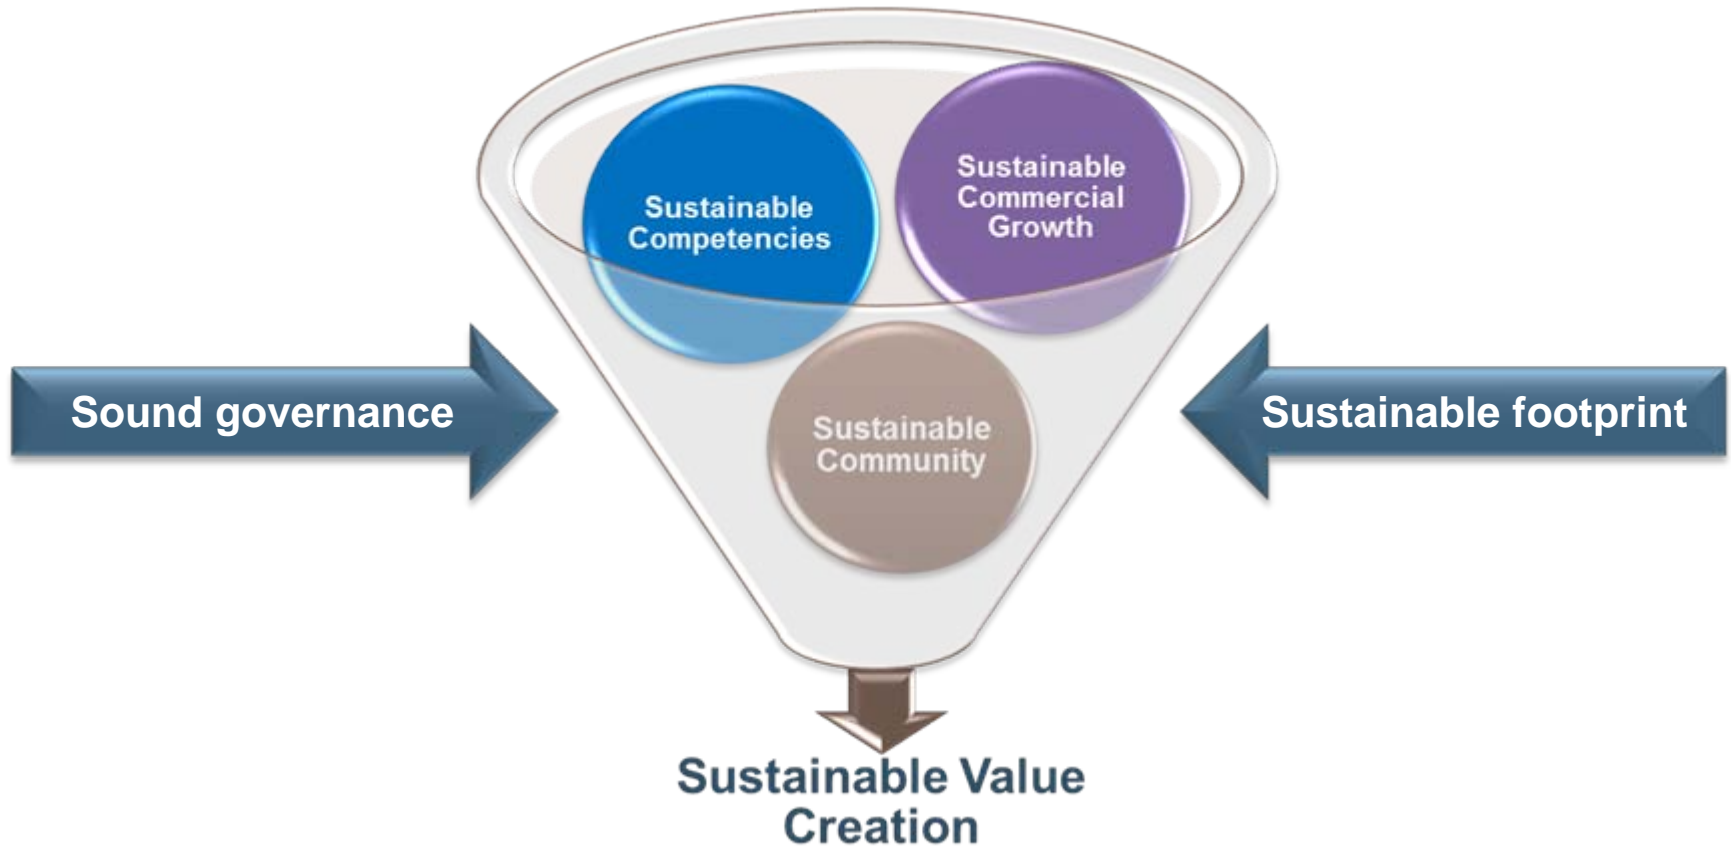 Sustainable
Competencies
Sustainable
Commercial
Growth
Sound governance
Sustainable
Community
Sustainable footprint
Sustainable Value
Creation